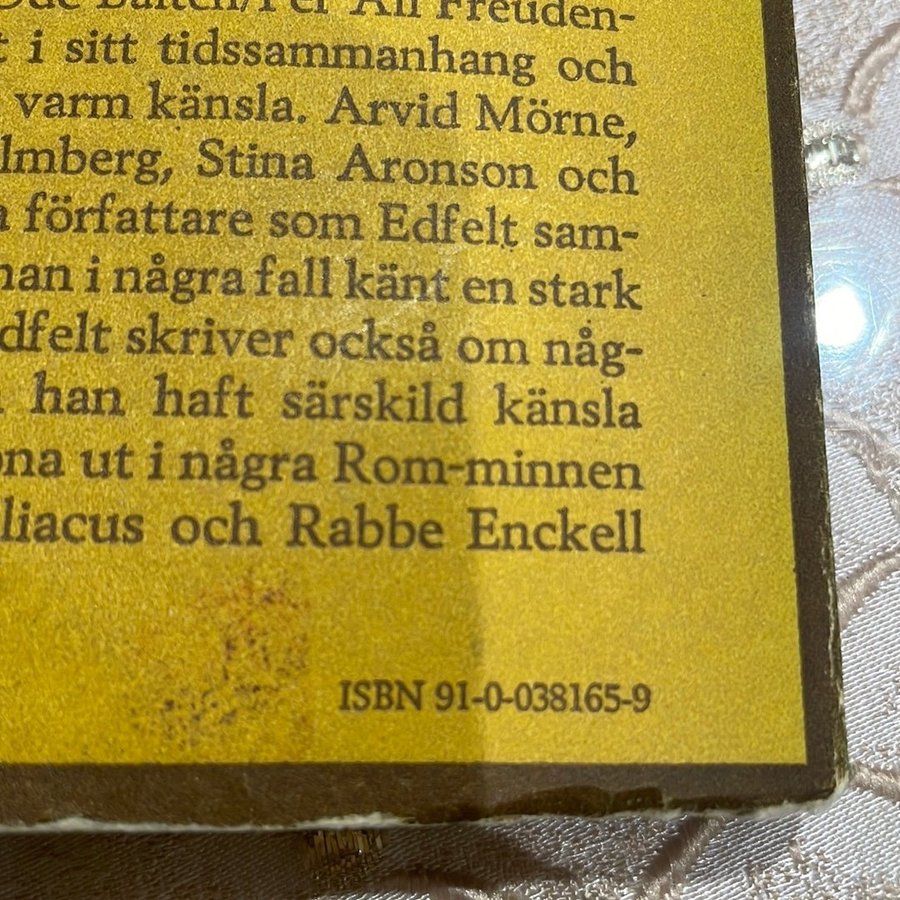 Freuden-
i sitt tidssammanhang och
varm känsla. Arvid Mörne,
lmberg, Stina Aronson och
författare som Edfelt sam-
han i några fall känt en stark
dfelt skriver också om någ-
han haft särskild känsla
na ut i några Rom-minnen
liacus och Rabbe Enckell
ISBN 91-0-038165-9